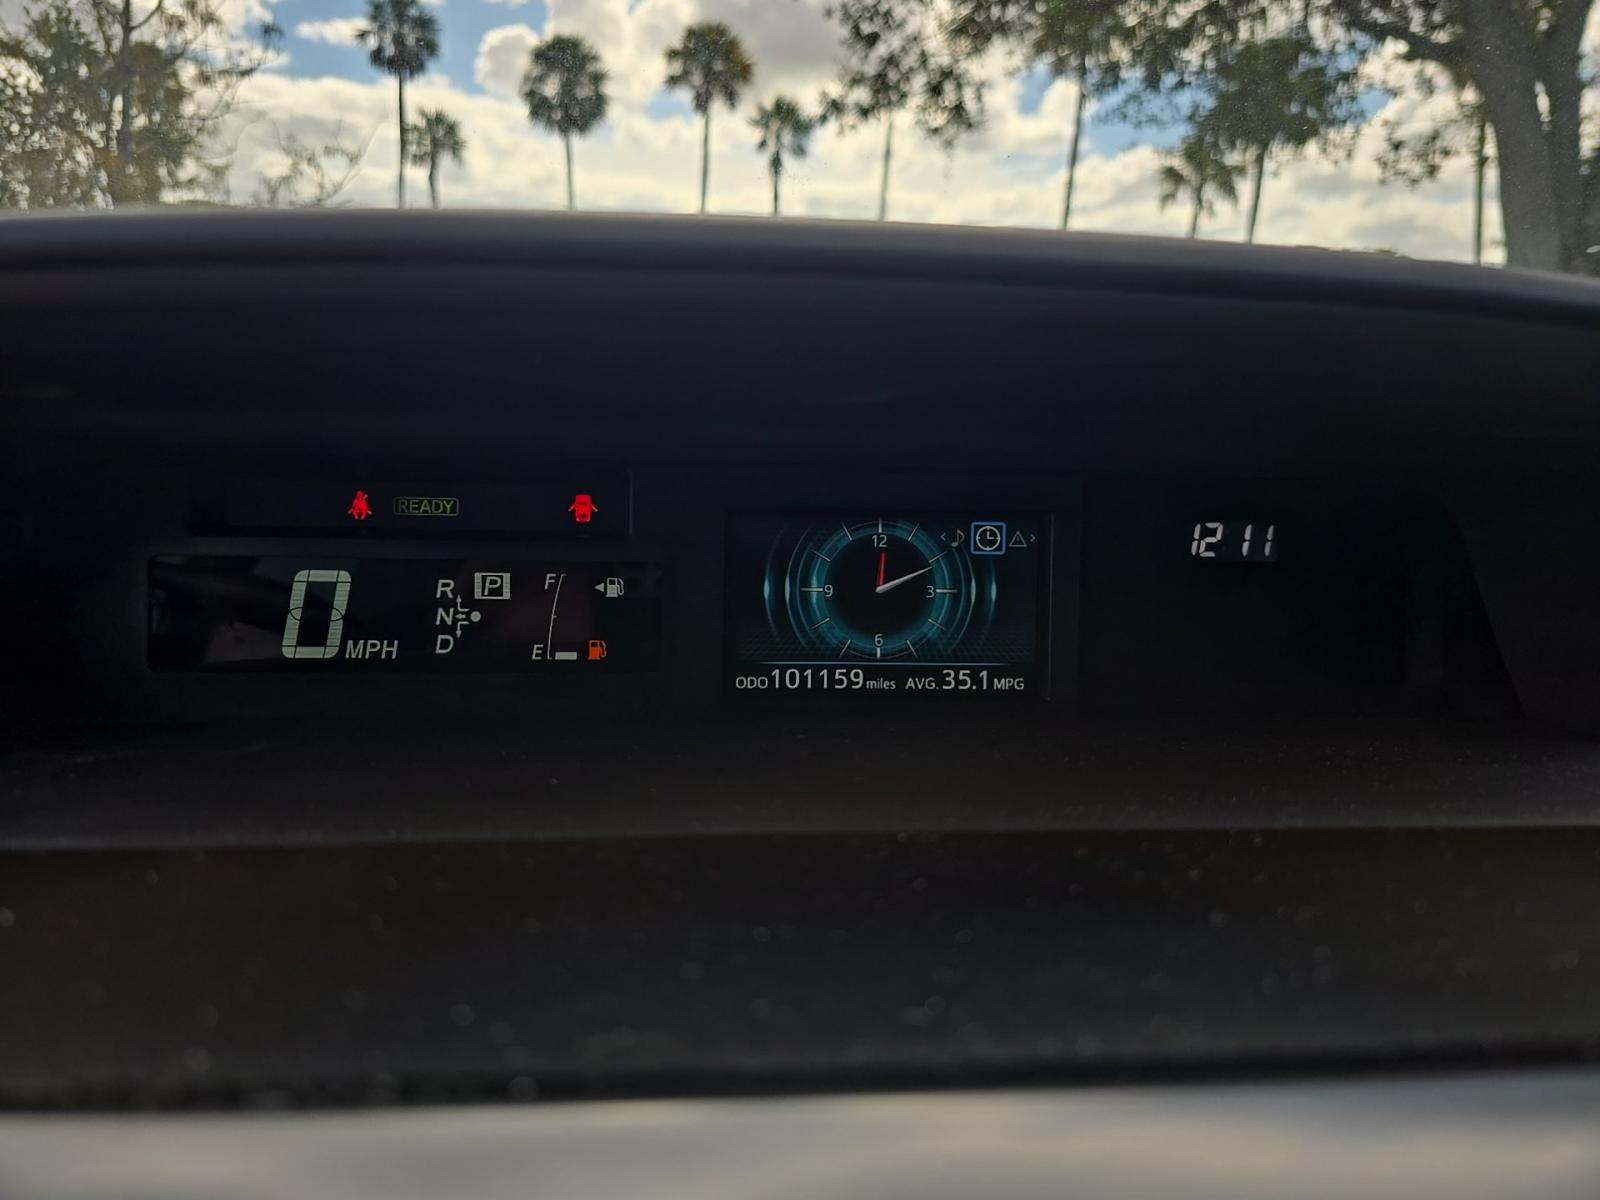 READY
0 MPH
R P
N
D
F
E
12
3
6
9
ODO 101159 miles AVG. 35.1 MPG
12 11